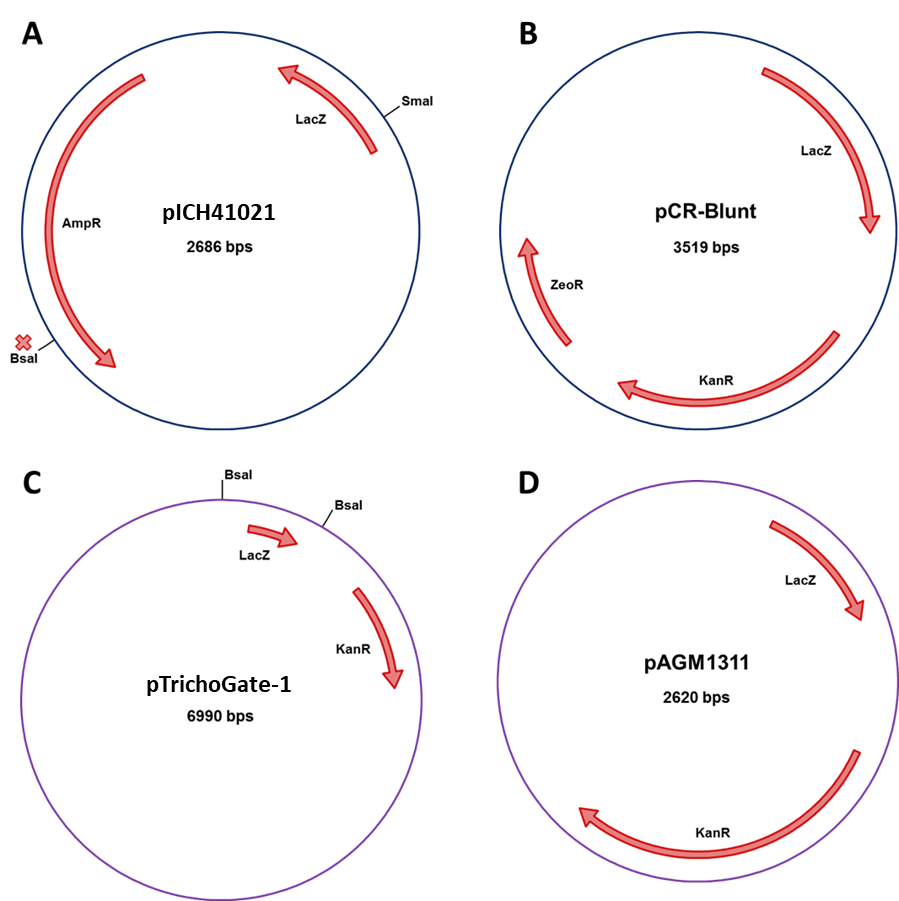 A
SmaI
LacZ
AmpR
pICH41021
2686 bps
BsaI
B
LacZ
pCR-Blunt
3519 bps
ZeoR
KanR
C
BsaI
BsaI
LacZ
KanR
pTrichoGate-1
6990 bps
D
LacZ
pAGM1311
2620 bps
KanR